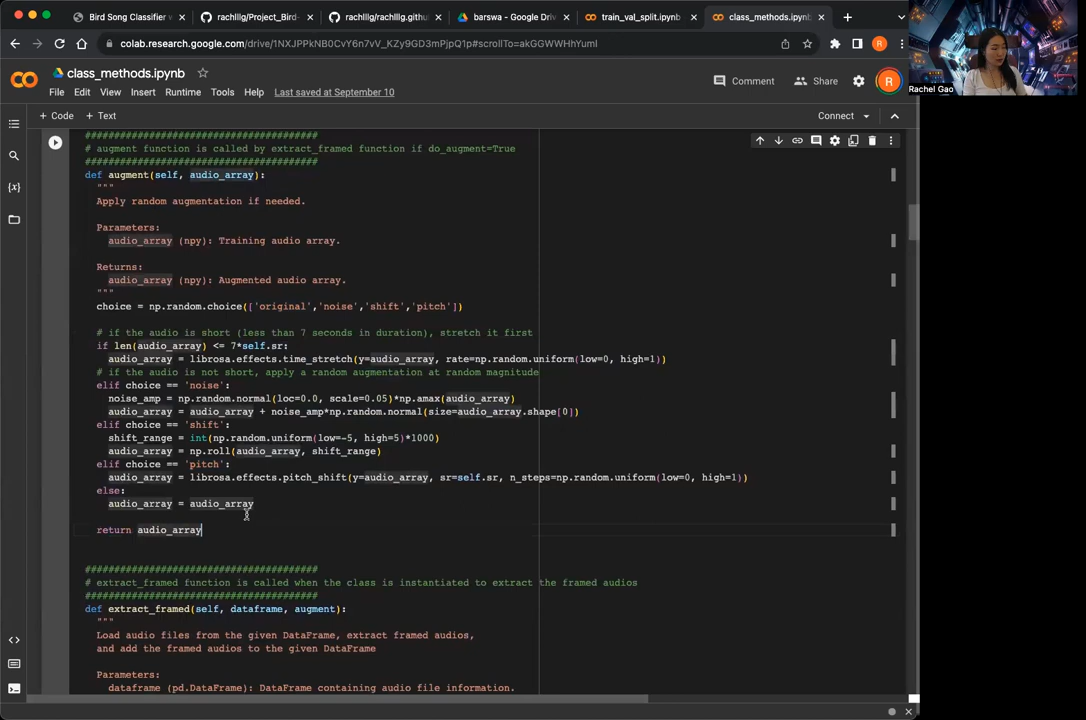 Bird Song Classifier w
rachlllg/Project_Bird-
rachlllg/rachlllg.githu
barswa - Google Driv
train_val_split.ipynb
class_methods.ipynb
colab.research.google.com/drive/1NXJPPkNB0CvY6n7vV_KZy9GD3mPjpQ1p#scrollTo=akGGWWHhYumI
R
Rachel Gao
class_methods.ipynb
File Edit View Insert Runtime Tools Help Last saved at September 10
Comment Share R
+ Code + Text Connect
#######################################
# augment function is called by extract_framed function if do_augment=True
#######################################
def augment(self, audio_array):
"""
Apply random augmentation if needed.
Parameters:
audio_array (npy): Training audio array.
Returns:
audio_array (npy): Augmented audio array.
"""
choice = np.random.choice(['original','noise','shift','pitch'])
# if the audio is short (less than 7 seconds in duration), stretch it first
if len(audio_array) <= 7*self.sr:
audio_array = librosa.effects.time_stretch(y=audio_array, rate=np.random.uniform(low=0, high=1))
# if the audio is not short, apply a random augmentation at random magnitude
elif choice == 'noise':
noise_amp = np.random.normal(loc=0.0, scale=0.05)*np.amax(audio_array)
audio_array = audio_array + noise_amp*np.random.normal(size=audio_array.shape[0])
elif choice == 'shift':
shift_range = int(np.random.uniform(low=-5, high=5)*1000)
audio_array = np.roll(audio_array, shift_range)
elif choice == 'pitch':
audio_array = librosa.effects.pitch_shift(y=audio_array, sr=self.sr, n_steps=np.random.uniform(low=0, high=1))
else:
audio_array = audio_array
return audio_array
#######################################
# extract_framed function is called when the class is instantiated to extract the framed audios
#######################################
def extract_framed(self, dataframe, augment):
"""
Load audio files from the given DataFrame, extract framed audios,
and add the framed audios to the given DataFrame
Parameters:
dataframe (pd.DataFrame): DataFrame containing audio file information.